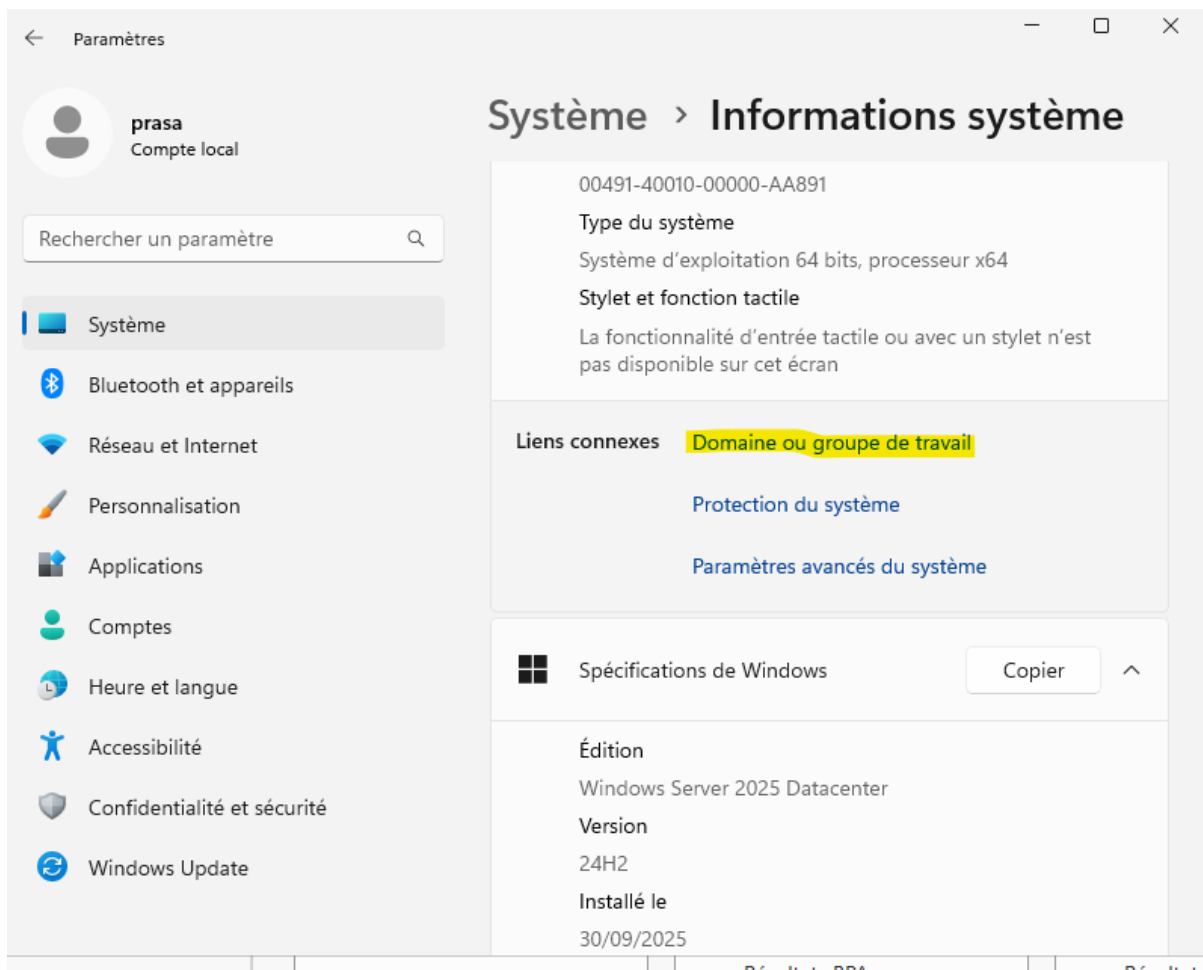 Paramètres
prasa
Compte local
Rechercher un paramètre
Système
Bluetooth et appareils
Réseau et Internet
Personnalisation
Applications
Comptes
Heure et langue
Accessibilité
Confidentialité et sécurité
Windows Update
Système > Informations système
00491-40010-00000-AA891
Type du système
Système d'exploitation 64 bits, processeur x64
Stylet et fonction tactile
La fonctionnalité d'entrée tactile ou avec un stylet n'est
pas disponible sur cet écran
Liens connexes Domaine ou groupe de travail
Protection du système
Paramètres avancés du système
Spécifications de Windows Copier
Édition
Windows Server 2025 Datacenter
Version
24H2
Installé le
30/09/2025